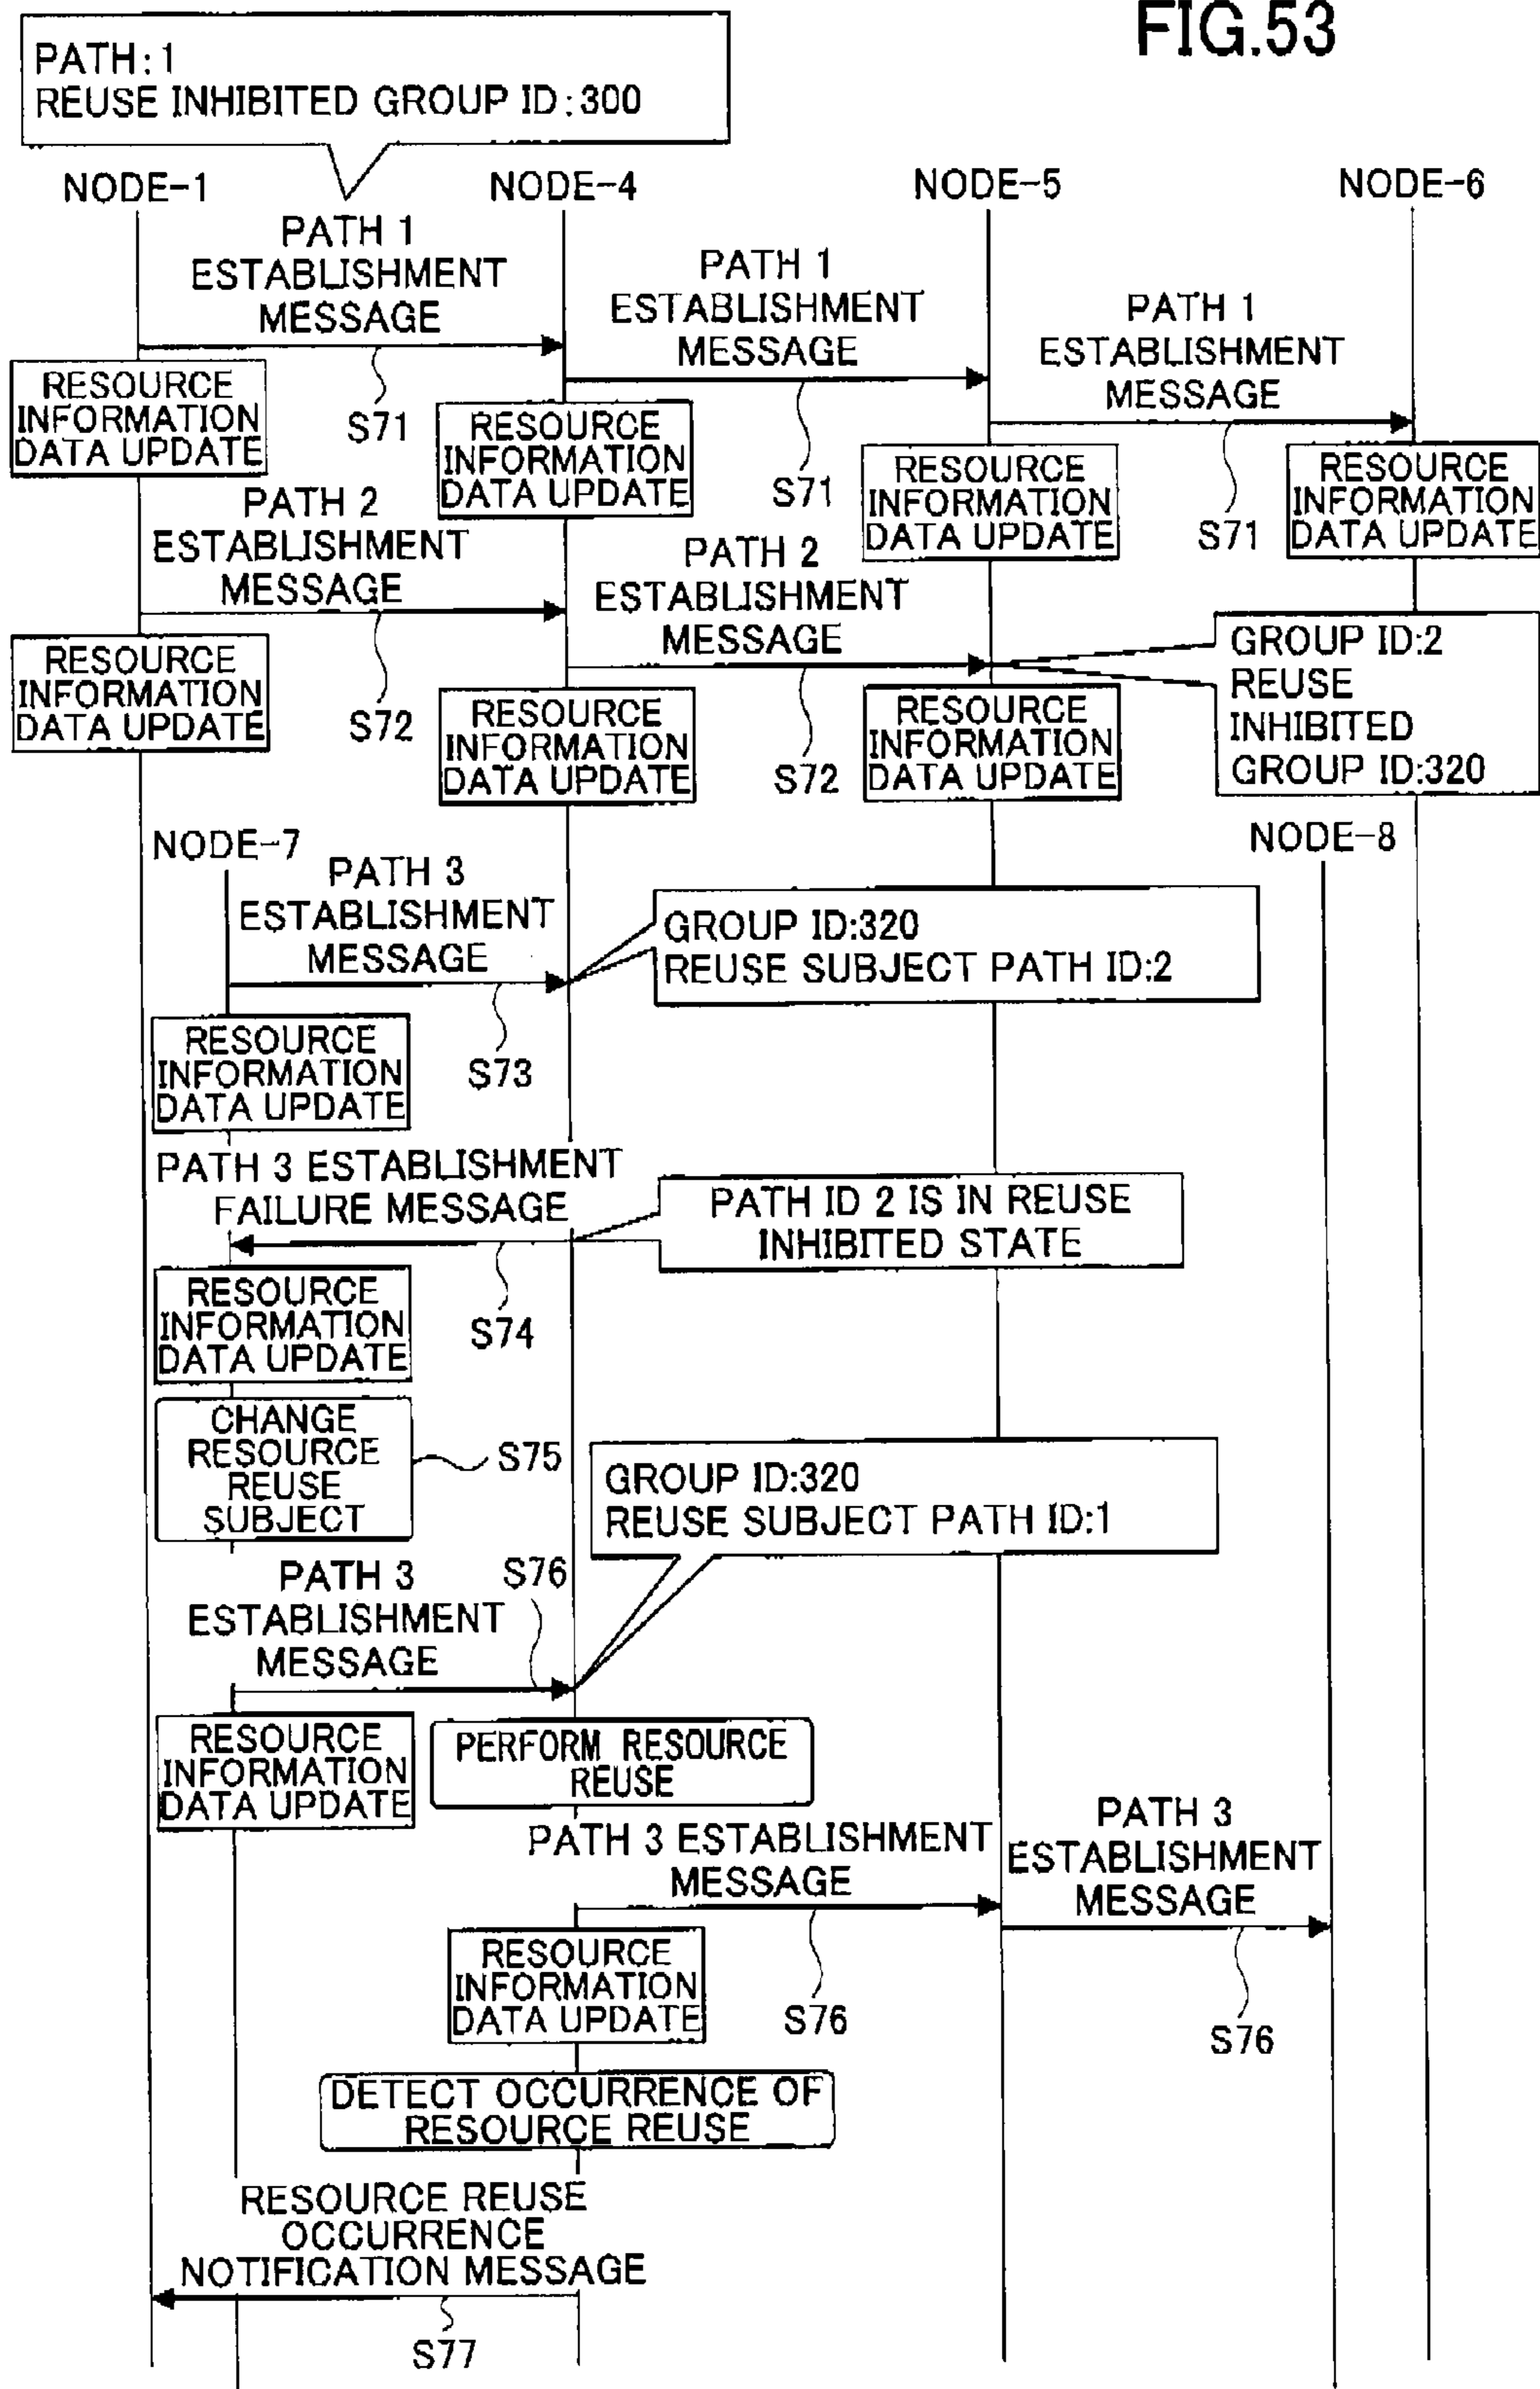 FIG.53
PATH:1
REUSE INHIBITED GROUP ID:300
NODE-1
NODE-4
NODE-5
NODE-6
PATH 1
ESTABLISHMENT
MESSAGE
PATH 1
ESTABLISHMENT
MESSAGE
PATH 1
ESTABLISHMENT
MESSAGE
RESOURCE
INFORMATION
DATA UPDATE
S71
RESOURCE
INFORMATION
DATA UPDATE
S71
RESOURCE
INFORMATION
DATA UPDATE
S71
RESOURCE
INFORMATION
DATA UPDATE
PATH 2
ESTABLISHMENT
MESSAGE
PATH 2
ESTABLISHMENT
MESSAGE
GROUP ID:2
REUSE
INHIBITED
GROUP ID:320
RESOURCE
INFORMATION
DATA UPDATE
S72
RESOURCE
INFORMATION
DATA UPDATE
S72
RESOURCE
INFORMATION
DATA UPDATE
NODE-7
NODE-8
PATH 3
ESTABLISHMENT
MESSAGE
GROUP ID:320
REUSE SUBJECT PATH ID:2
RESOURCE
INFORMATION
DATA UPDATE
S73
PATH 3 ESTABLISHMENT
FAILURE MESSAGE
PATH ID 2 IS IN REUSE
INHIBITED STATE
RESOURCE
INFORMATION
DATA UPDATE
S74
CHANGE
RESOURCE
REUSE
SUBJECT
S75
GROUP ID:320
REUSE SUBJECT PATH ID:1
PATH 3
ESTABLISHMENT
MESSAGE
S76
RESOURCE
INFORMATION
DATA UPDATE
PERFORM RESOURCE
REUSE
PATH 3 ESTABLISHMENT
MESSAGE
PATH 3
ESTABLISHMENT
MESSAGE
RESOURCE
INFORMATION
DATA UPDATE
S76
S76
DETECT OCCURRENCE OF
RESOURCE REUSE
RESOURCE REUSE
OCCURRENCE
NOTIFICATION MESSAGE
S77